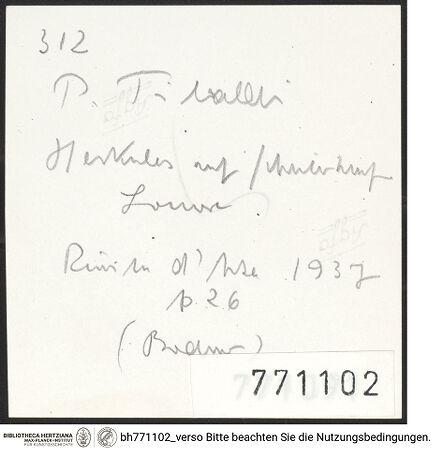 312
P. Tibaldi
Herkules auf
Louvre
Rivista d'Arte 1937
p. 26
(Bodmer)
771102
BIBLIOTHECA HERTZIANA
MAX-PLANCK-INSTITUT
FÜR KUNSTGESCHICHTE
bh771102_verso Bitte beachten Sie die Nutzungsbedingungen.